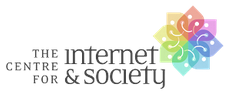 THE CENTRE FOR
internet & society